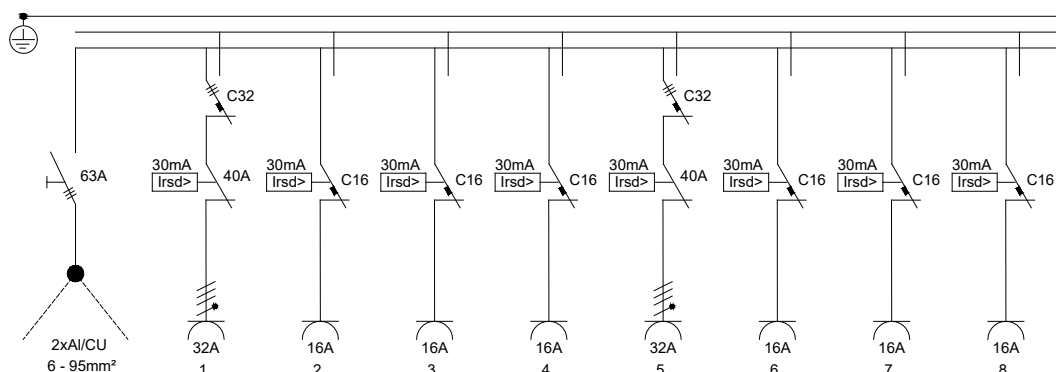 C32 C32
30mA 30mA 30mA 30mA 30mA 30mA 30mA 30mA
63A Irsd> 40A Irsd> C16 Irsd> C16 Irsd> C16 Irsd> 40A Irsd> C16 Irsd> C16 Irsd> C16
2xAl/CU 32A 16A 16A 16A 32A 16A 16A 16A
6 - 95mm² 1 2 3 4 5 6 7 8